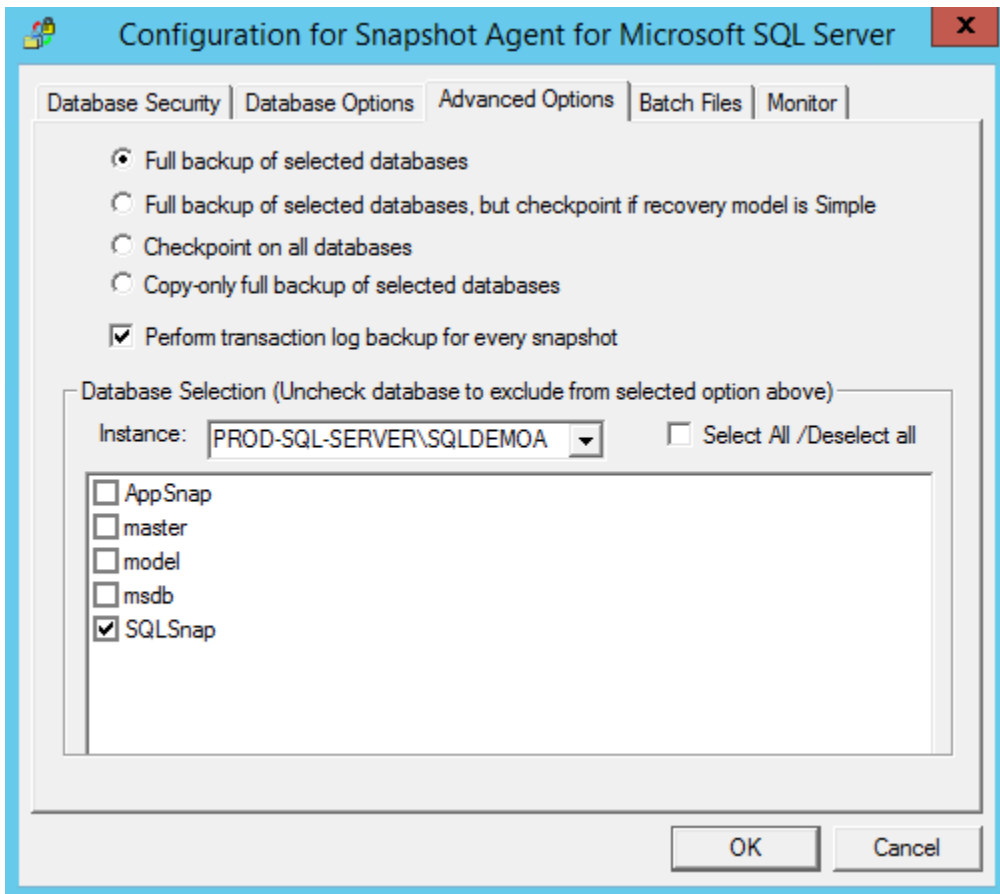 Configuration for Snapshot Agent for Microsoft SQL Server
x
Database Security Database Options Advanced Options Batch Files Monitor
Full backup of selected databases
Full backup of selected databases, but checkpoint if recovery model is Simple
Checkpoint on all databases
Copy-only full backup of selected databases
Perform transaction log backup for every snapshot
Database Selection (Uncheck database to exclude from selected option above)
Instance: PROD-SQL-SERVER\SQLDEMOA Select All /Deselect all
AppSnap
master
model
msdb
SQLSnap
OK Cancel